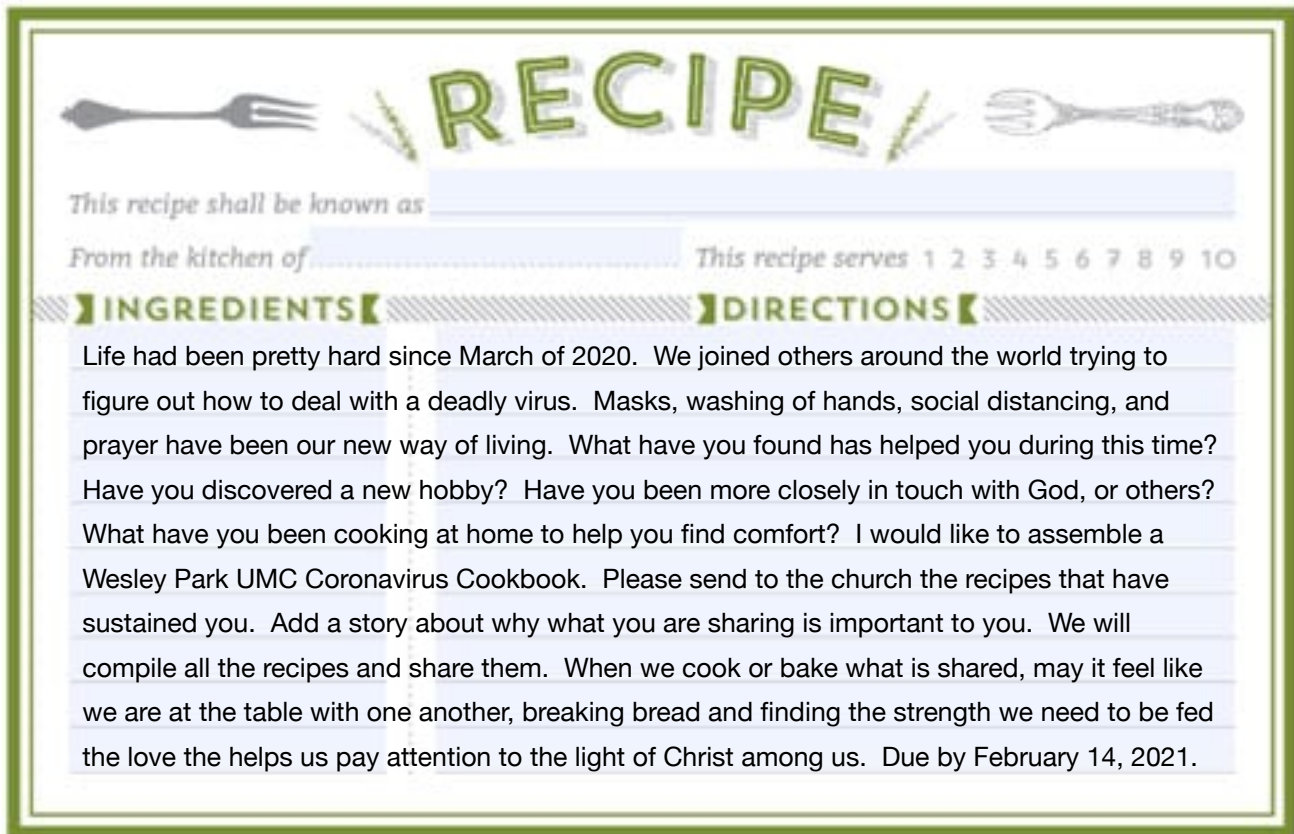 RECIPE
This recipe shall be known as
From the kitchen of
This recipe serves 1 2 3 4 5 6 7 8 9 10
INGREDIENTS
DIRECTIONS
Life had been pretty hard since March of 2020.  We joined others around the world trying to
figure out how to deal with a deadly virus.  Masks, washing of hands, social distancing, and
prayer have been our new way of living.  What have you found has helped you during this time?
Have you discovered a new hobby?  Have you been more closely in touch with God, or others?
What have you been cooking at home to help you find comfort?  I would like to assemble a
Wesley Park UMC Coronavirus Cookbook.  Please send to the church the recipes that have
sustained you.  Add a story about why what you are sharing is important to you.  We will
compile all the recipes and share them.  When we cook or bake what is shared, may it feel like
we are at the table with one another, breaking bread and finding the strength we need to be fed
the love the helps us pay attention to the light of Christ among us.  Due by February 14, 2021.